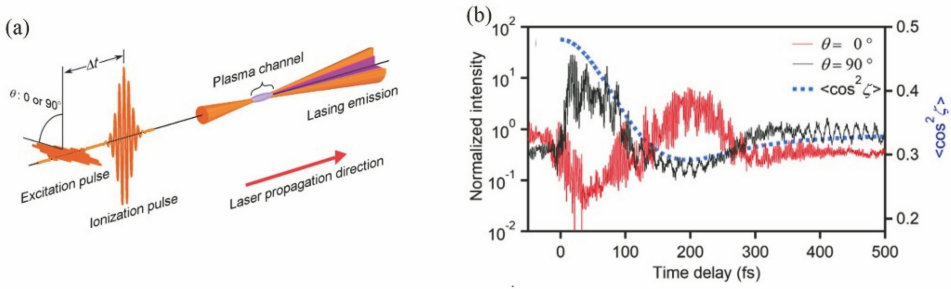 (a)
Δt
θ: 0 or 90°
Excitation pulse
Ionization pulse
Plasma channel
Lasing emission
Laser propagation direction
(b)
Normalized intensity
10²
10¹
10⁰
10⁻¹
10⁻²
θ = 0 °
θ = 90 °
<cos²ζ>
0.5
0.4
0.3
0.2
<cos²ζ>
0 100 200 300 400 500
Time delay (fs)